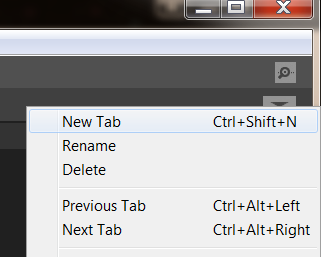 New Tab Ctrl+Shift+N
Rename
Delete
Previous Tab Ctrl+Alt+Left
Next Tab Ctrl+Alt+Right